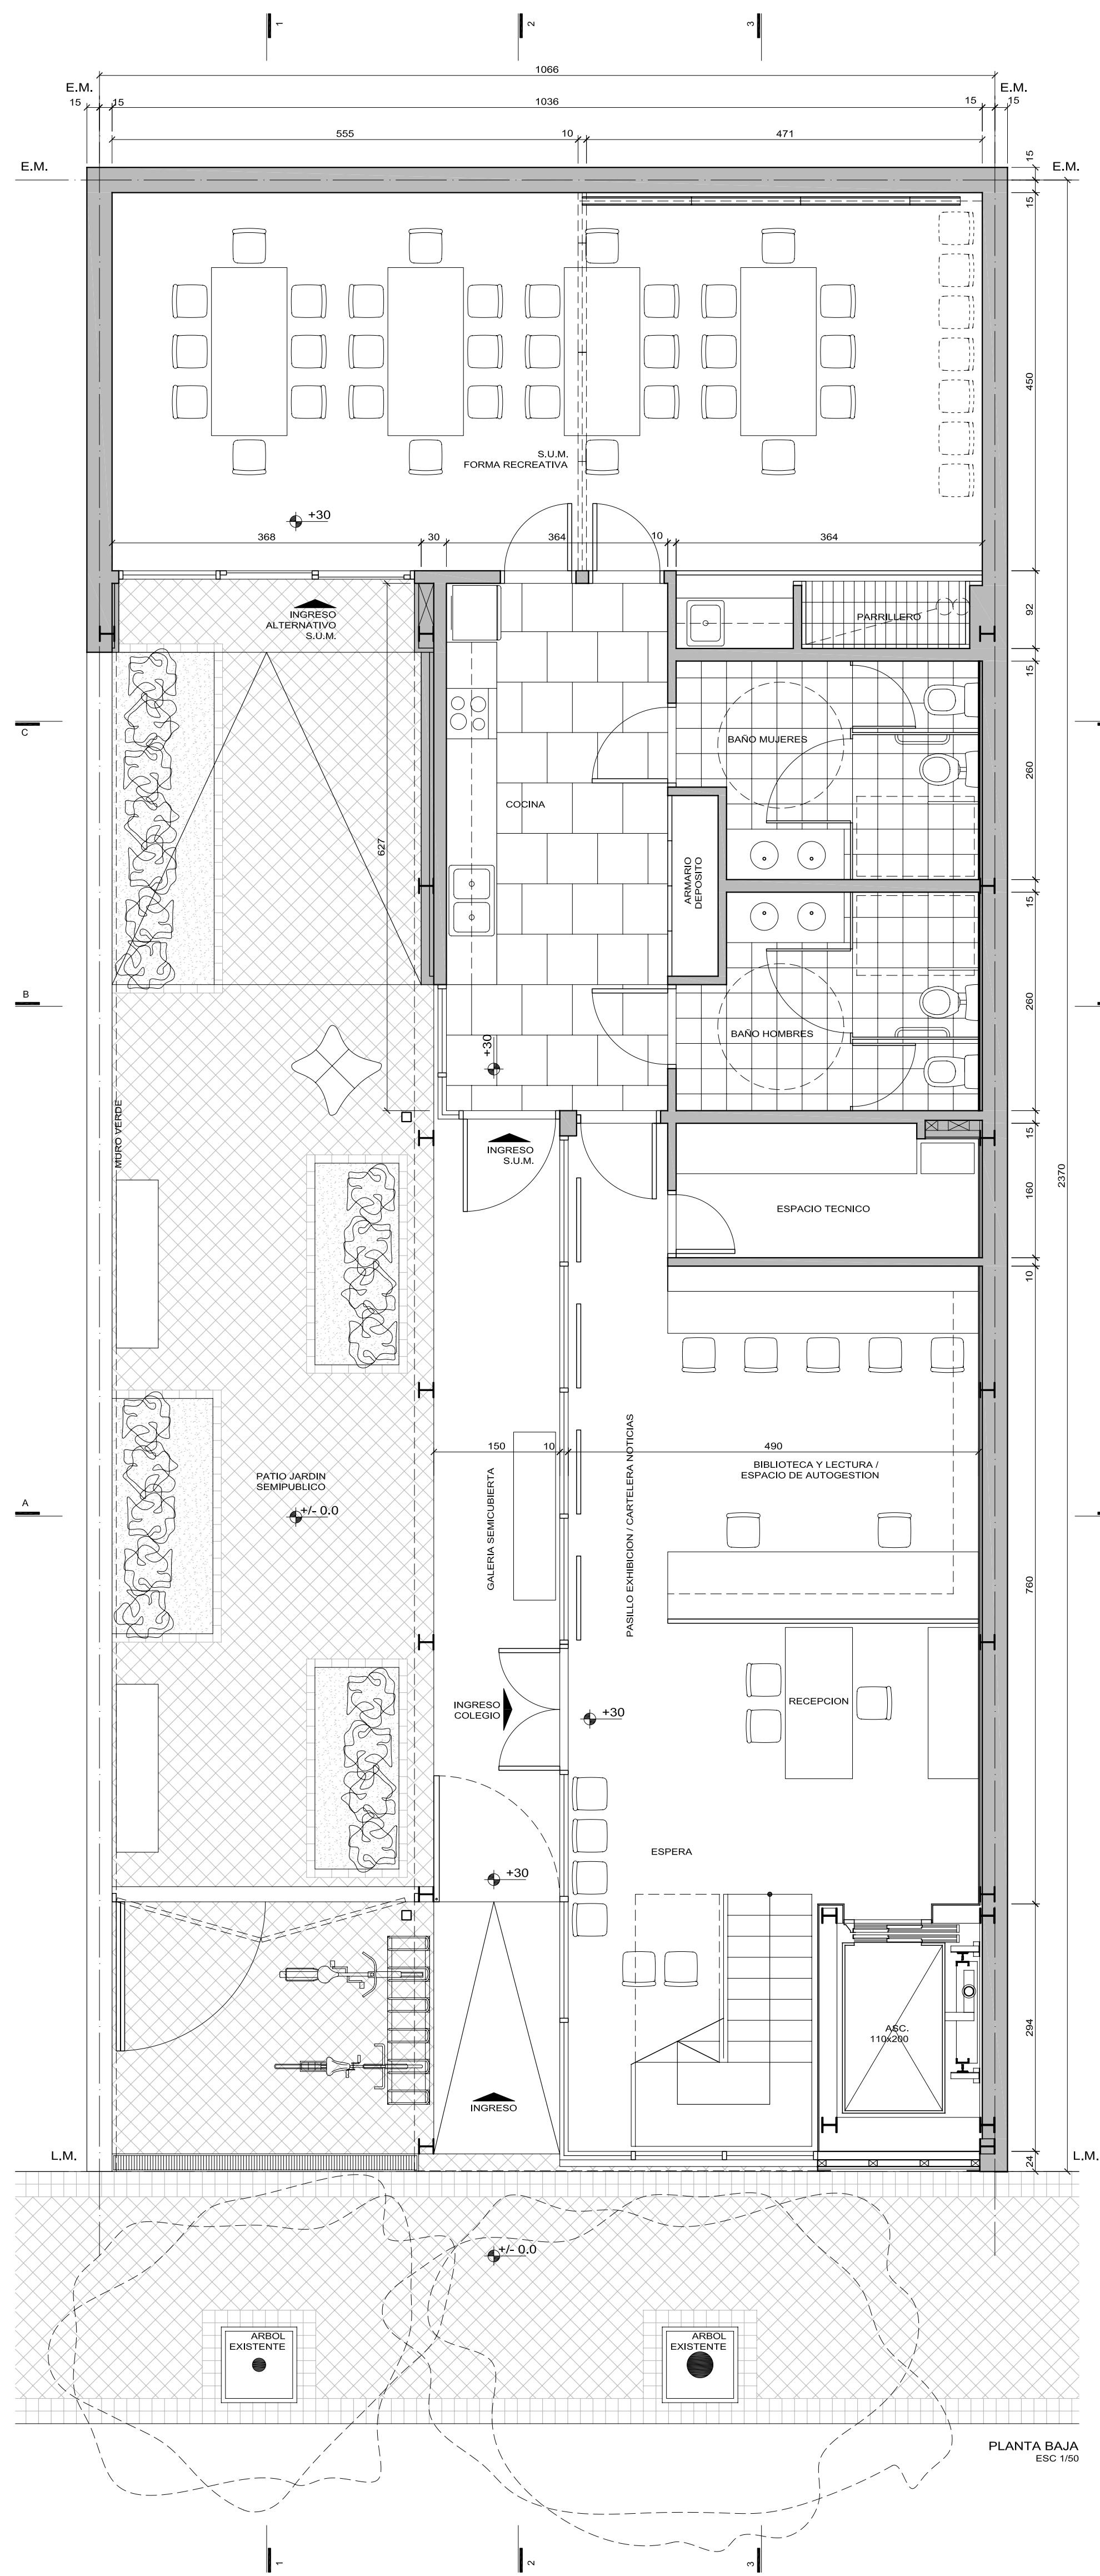 1
2
3
1066
E.M.
E.M.
15
15
1036
15
15
555
10
471
15
E.M.
E.M.
15
450
S.U.M.
FORMA RECREATIVA
+30
368
30
364
10
364
INGRESO
ALTERNATIVO
S.U.M.
PARRILLERO
92
15
C
BAÑO MUJERES
260
COCINA
627
ARMARIO
DEPOSITO
15
B
260
BAÑO HOMBRES
+30
MURO VERDE
INGRESO
S.U.M.
15
2370
160
ESPACIO TECNICO
10
150
10
490
BIBLIOTECA Y LECTURA /
ESPACIO DE AUTOGESTION
PATIO JARDIN
SEMIPUBLICO
GALERIA SEMICUBIERTA
PASILLO EXHIBICION / CARTELERA NOTICIAS
A
+/- 0.0
760
INGRESO
COLEGIO
RECEPCION
+30
ESPERA
+30
ASC.
110x200
294
INGRESO
L.M.
L.M.
24
+/- 0.0
ARBOL
EXISTENTE
ARBOL
EXISTENTE
PLANTA BAJA
ESC 1/50
1
2
3